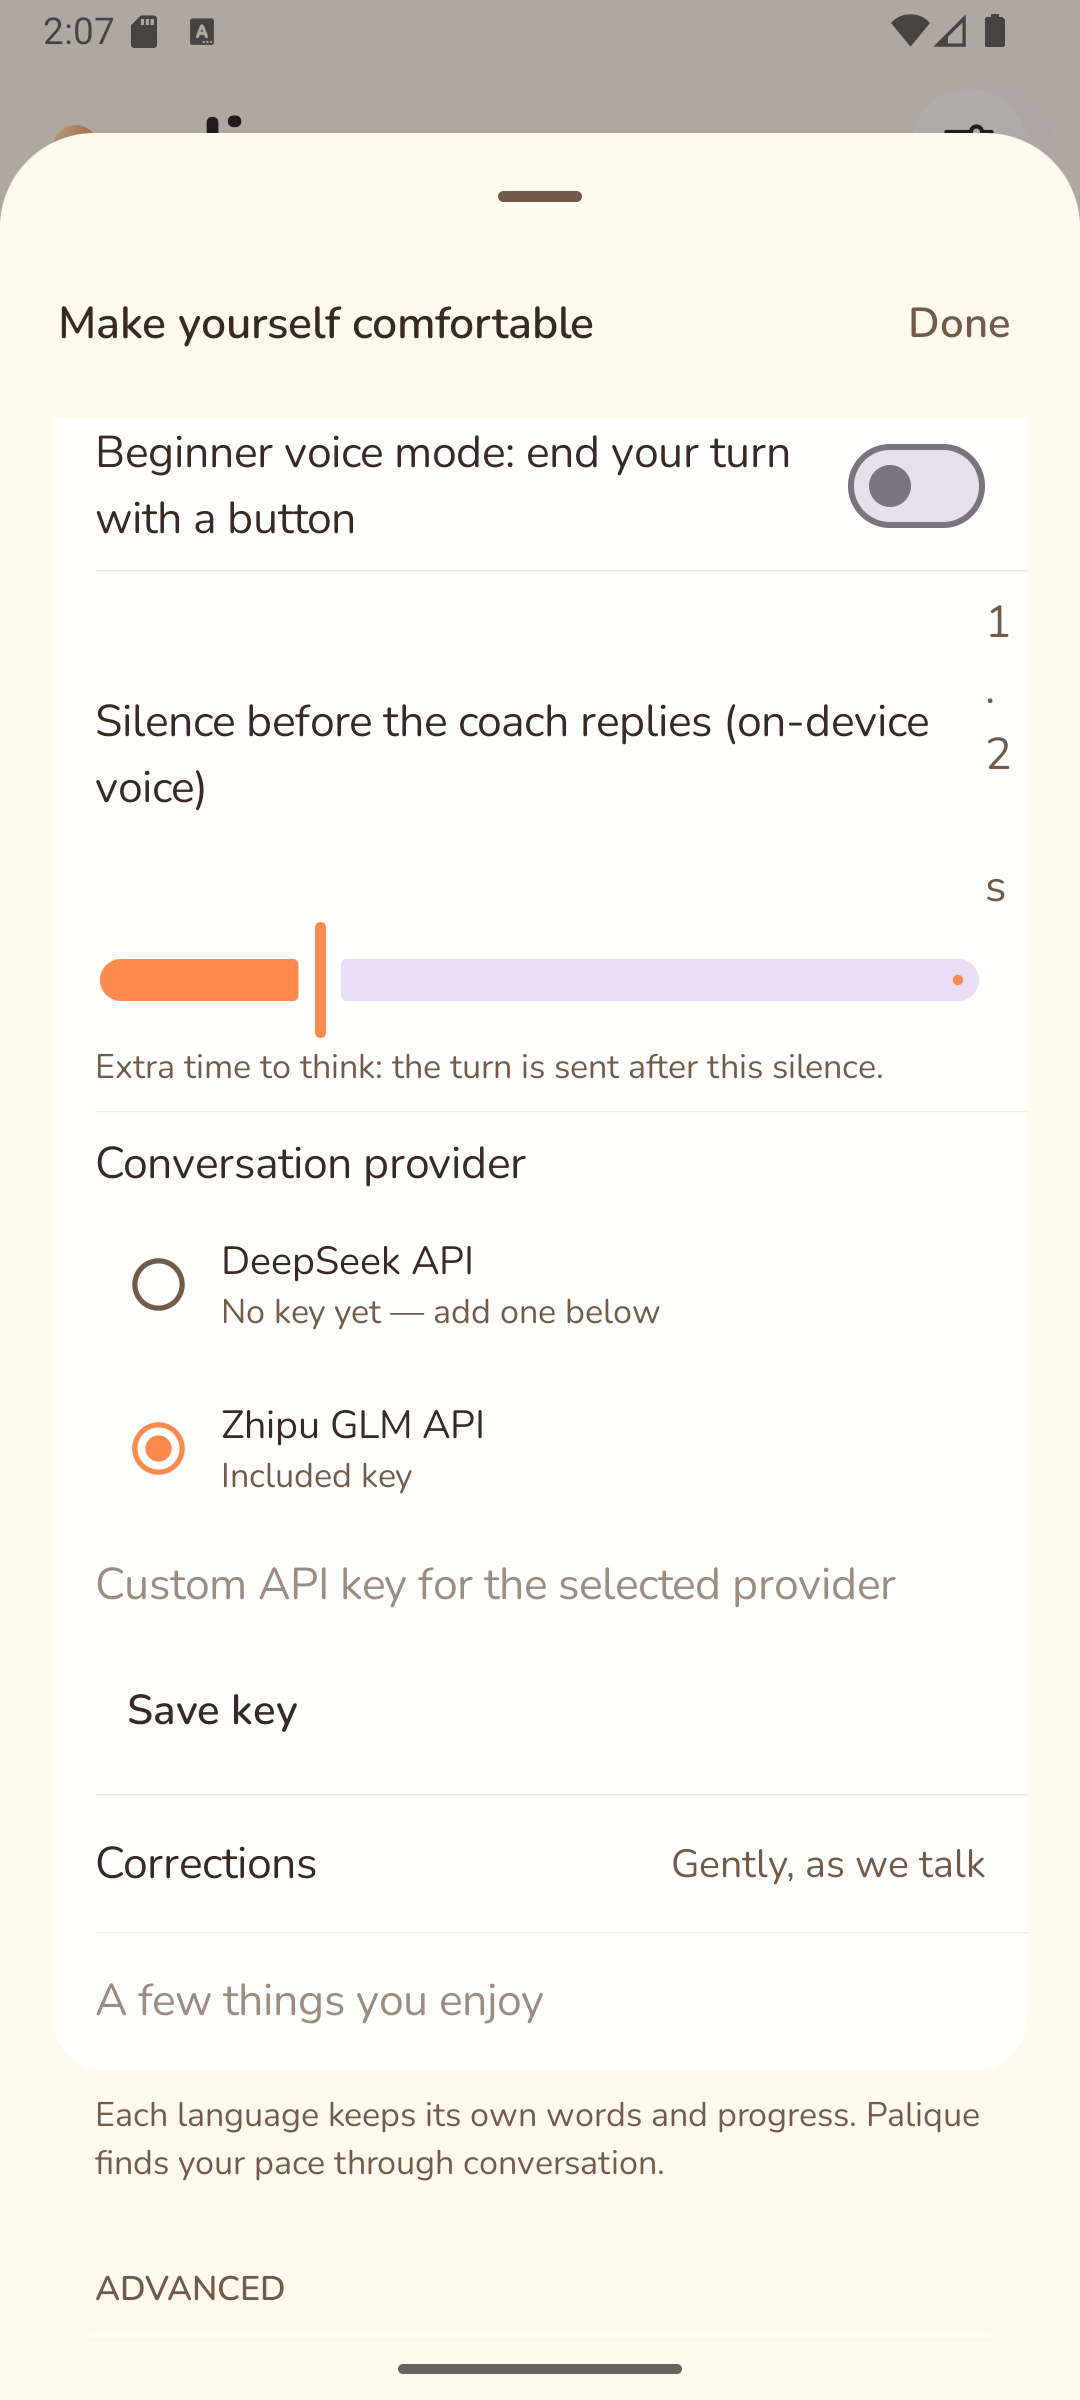 2:07
Make yourself comfortable
Done
Beginner voice mode: end your turn
with a button
Silence before the coach replies (on-device
voice)
1
.
2
s
Extra time to think: the turn is sent after this silence.
Conversation provider
DeepSeek API
No key yet — add one below
Zhipu GLM API
Included key
Custom API key for the selected provider
Save key
Corrections
Gently, as we talk
A few things you enjoy
Each language keeps its own words and progress. Palique
finds your pace through conversation.
ADVANCED